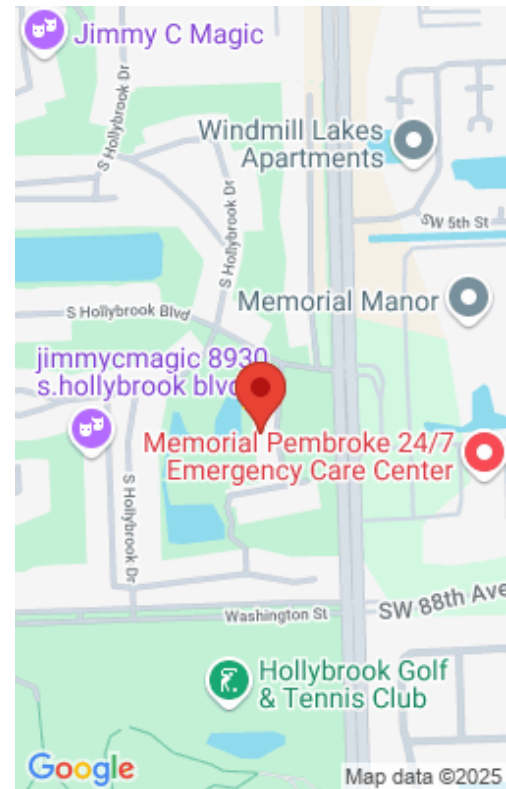 Jimmy C Magic
S Hollybrook Dr
Windmill Lakes
Apartments
S Hollybrook Dr
SW 5th St
Memorial Manor
S Hollybrook Blvd
jimmycmagic 8930
s.hollybrook blvd
Memorial Pembroke 24/7
Emergency Care Center
S Hollybrook Dr
SW 88th Ave
Washington St
Hollybrook Golf
& Tennis Club
Google
Map data ©2025